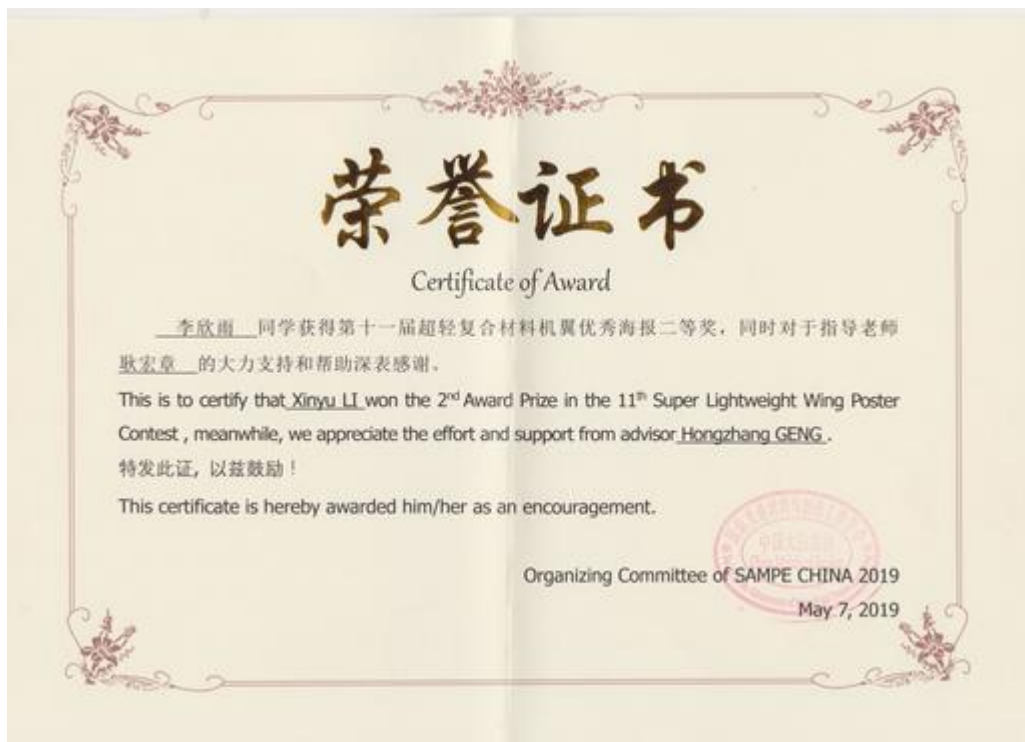 荣誉证书
Certificate of Award
李欣雨 同学获得第十一届超轻复合材料机翼优秀海报二等奖，同时对于指导老师
耿宏章 的大力支持和帮助深表感谢。
This is to certify that Xinyu LI won the 2nd Award Prize in the 11th Super Lightweight Wing Poster
Contest , meanwhile, we appreciate the effort and support from advisor Hongzhang GENG .
特发此证，以兹鼓励！
This certificate is hereby awarded him/her as an encouragement.
Organizing Committee of SAMPE CHINA 2019
May 7, 2019